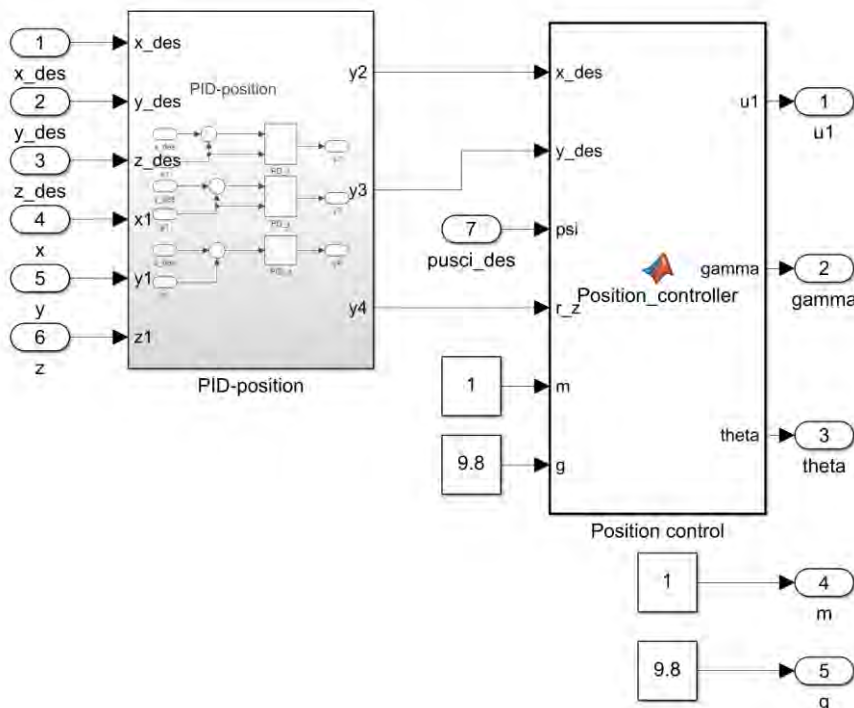 1
x_des
2
y_des
3
z_des
4
x
5
y
6
z
x_des
y_des
z_des
x1
y1
z1
PID-position
y2
y3
y4
PID-position
7
pusci_des
1
9.8
x_des
y_des
psi
r_z
m
g
Position_controller
u1
gamma
theta
Position control
1
u1
2
gamma
3
theta
1
4
m
9.8
5
g